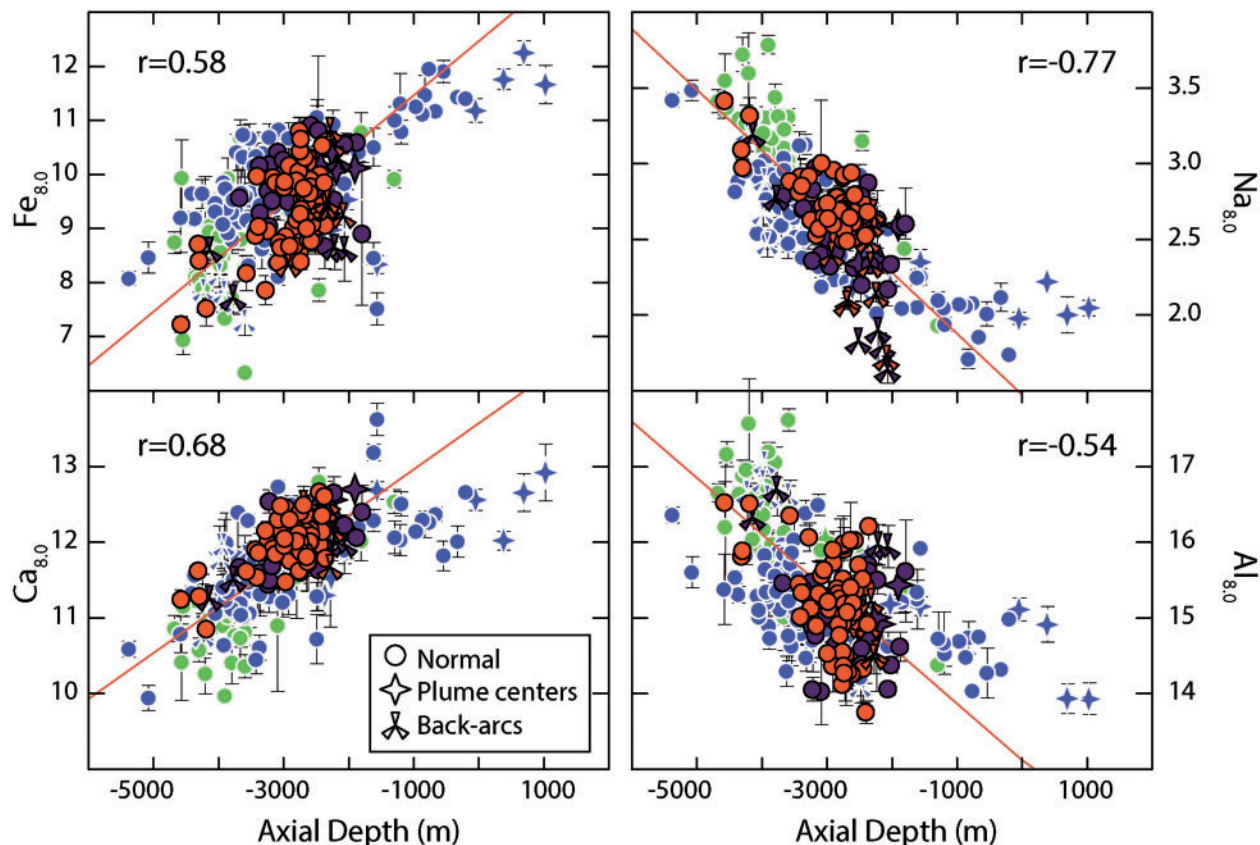 r=0.58
12
11
10
9
8
7
Fe8.0
r=-0.77
3.5
3.0
2.5
2.0
Na8.0
r=0.68
13
12
11
10
Ca8.0
Normal
Plume centers
Back-arcs
r=-0.54
17
16
15
14
Al8.0
-5000 -3000 -1000 1000
Axial Depth (m)
-5000 -3000 -1000 1000
Axial Depth (m)